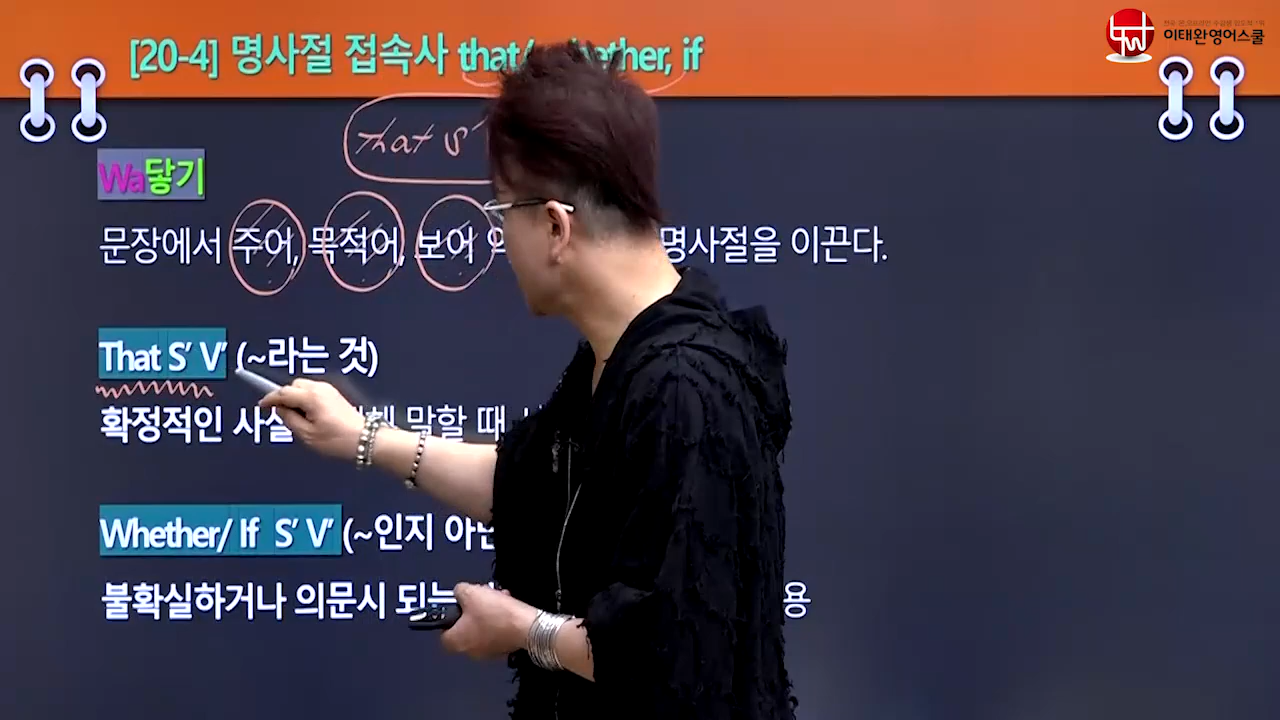 [20-4] 명사절 접속사 that/ whether, if
이태완영어스쿨
that S'
Wa닿기
문장에서 주어, 목적어, 보어 명사절을 이끈다.
That S' V' (~라는 것)
확정적인 사실 말할 때
Whether/ If S' V' (~인지
불확실하거나 의문시 되는 용